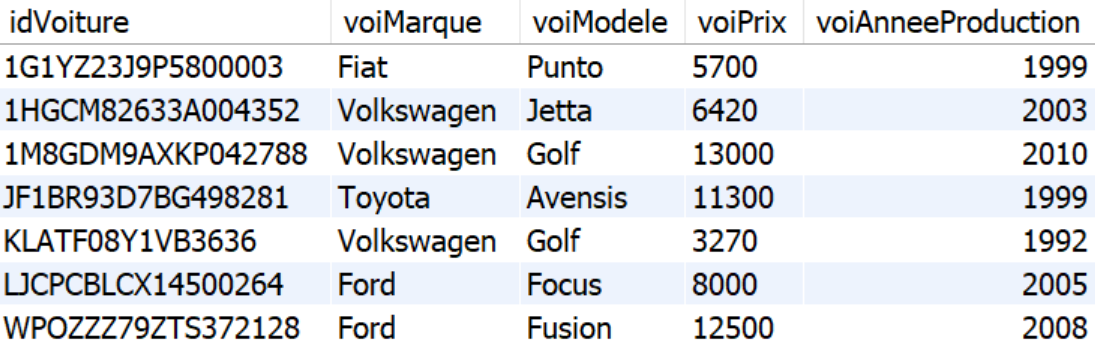 idVoiture voiMarque voiModele voiPrix voiAnneeProduction
1G1YZ23J9P5800003 Fiat Punto 5700 1999
1HGCM82633A004352 Volkswagen Jetta 6420 2003
1M8GDM9AXKP042788 Volkswagen Golf 13000 2010
JF1BR93D7BG498281 Toyota Avensis 11300 1999
KLATF08Y1VB3636 Volkswagen Golf 3270 1992
LJCPCBLCX14500264 Ford Focus 8000 2005
WPOZZZ79ZTS372128 Ford Fusion 12500 2008